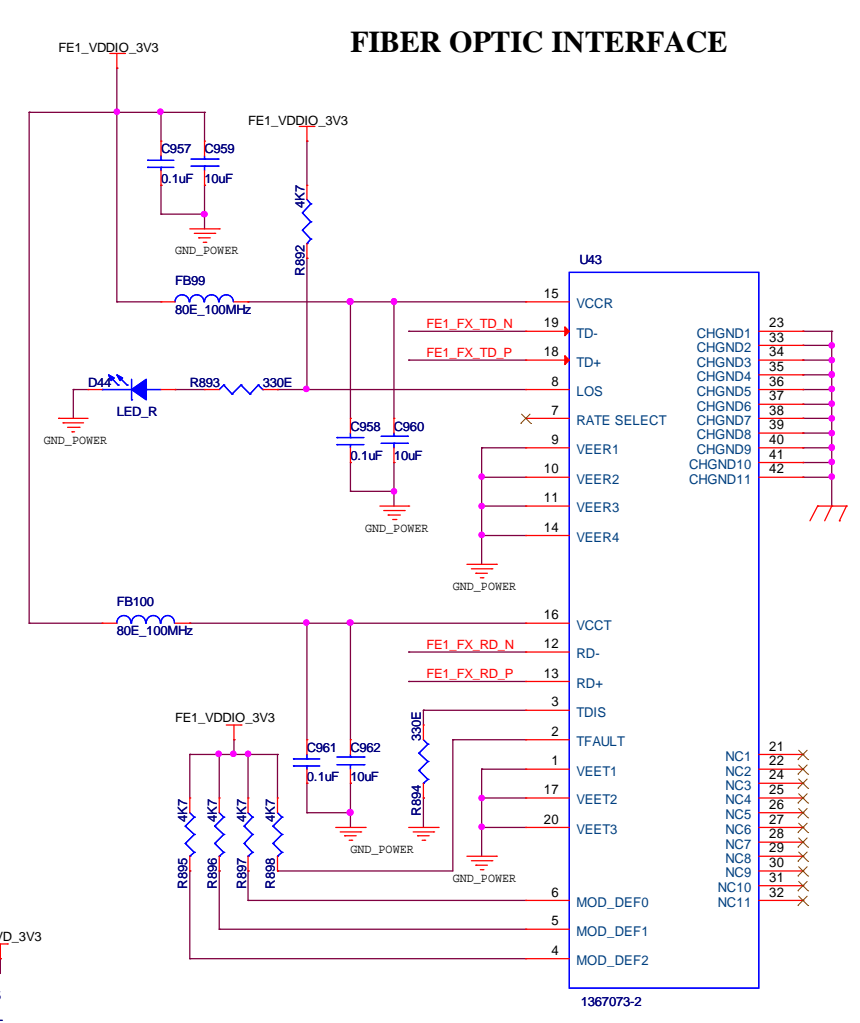 FIBER OPTIC INTERFACE
FE1_VDDIO_3V3
C957
C959
0.1uF
10uF
GND_POWER
FE1_VDDIO_3V3
4K7
R892
FB99
80E_100MHz
D44
LED_R
R893
330E
GND_POWER
C958
C960
0.1uF
10uF
GND_POWER
FE1_FX_TD_N
FE1_FX_TD_P
GND_POWER
U43
15
VCCR
19
TD-
18
TD+
8
LOS
7
RATE SELECT
9
VEER1
10
VEER2
11
VEER3
14
VEER4
23
CHGND1
33
CHGND2
34
CHGND3
35
CHGND4
36
CHGND5
37
CHGND6
38
CHGND7
39
CHGND8
40
CHGND9
41
CHGND10
42
CHGND11
FB100
80E_100MHz
FE1_FX_RD_N
FE1_FX_RD_P
16
VCCT
12
RD-
13
RD+
3
TDIS
2
TFAULT
1
VEET1
17
VEET2
20
VEET3
FE1_VDDIO_3V3
C961
C962
0.1uF
10uF
GND_POWER
330E
R894
GND_POWER
4K7
4K7
4K7
4K7
R895
R896
R897
R898
6
MOD_DEF0
5
MOD_DEF1
4
MOD_DEF2
21
NC1
22
NC2
24
NC3
25
NC4
26
NC5
27
NC6
28
NC7
29
NC8
30
NC9
31
NC10
32
NC11
1367073-2
D_3V3